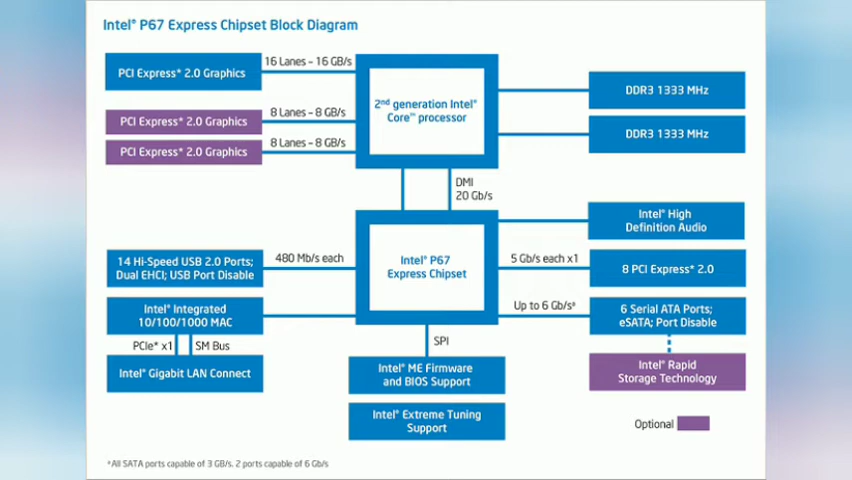 Intel® P67 Express Chipset Block Diagram
PCI Express* 2.0 Graphics
16 Lanes – 16 GB/s
PCI Express* 2.0 Graphics
8 Lanes – 8 GB/s
PCI Express* 2.0 Graphics
8 Lanes – 8 GB/s
2nd generation Intel®
Core™ processor
DDR3 1333 MHz
DDR3 1333 MHz
DMI
20 Gb/s
Intel® High
Definition Audio
14 Hi-Speed USB 2.0 Ports;
Dual EHCI; USB Port Disable
480 Mb/s each
Intel® P67
Express Chipset
5 Gb/s each x1
8 PCI Express* 2.0
Intel® Integrated
10/100/1000 MAC
Up to 6 Gb/sª
6 Serial ATA Ports;
eSATA; Port Disable
PCIe* x1
SM Bus
SPI
Intel® Gigabit LAN Connect
Intel® ME Firmware
and BIOS Support
Intel® Rapid
Storage Technology
Intel® Extreme Tuning
Support
Optional
ªAll SATA ports capable of 3 GB/s. 2 ports capable of 6 Gb/s